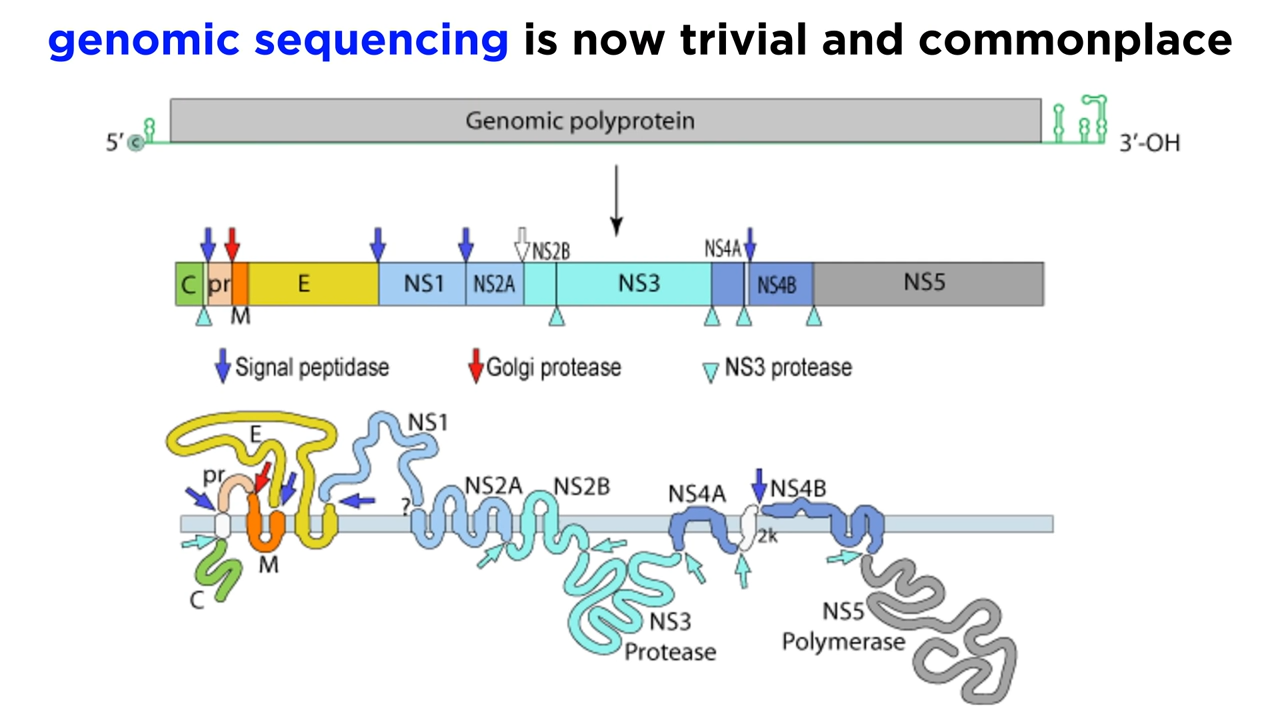 genomic sequencing is now trivial and commonplace
Genomic polyprotein
5′ c 3′-OH
NS2B NS4A
C pr E NS1 NS2A NS3 NS4B NS5
M
Signal peptidase Golgi protease NS3 protease
NS1
E
pr NS2A NS2B NS4A NS4B
?
2k
M
C
NS5
NS3
Polymerase
Protease